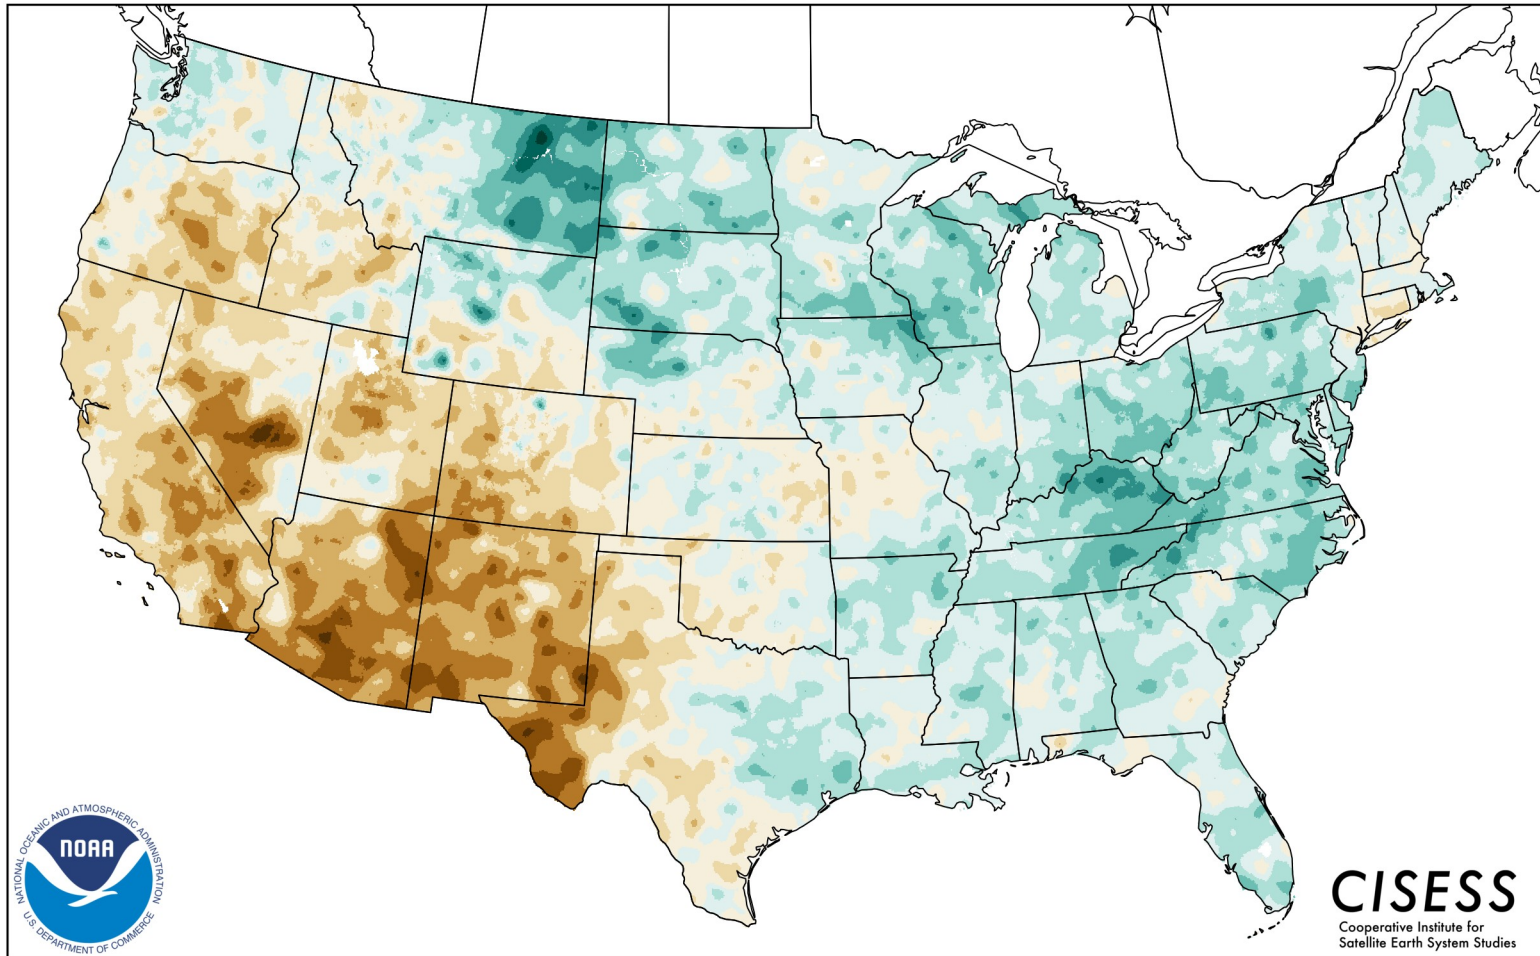 NATIONAL OCEANIC AND ATMOSPHERIC ADMINISTRATION
NOAA
U.S. DEPARTMENT OF COMMERCE
CISESS
Cooperative Institute for
Satellite Earth System Studies